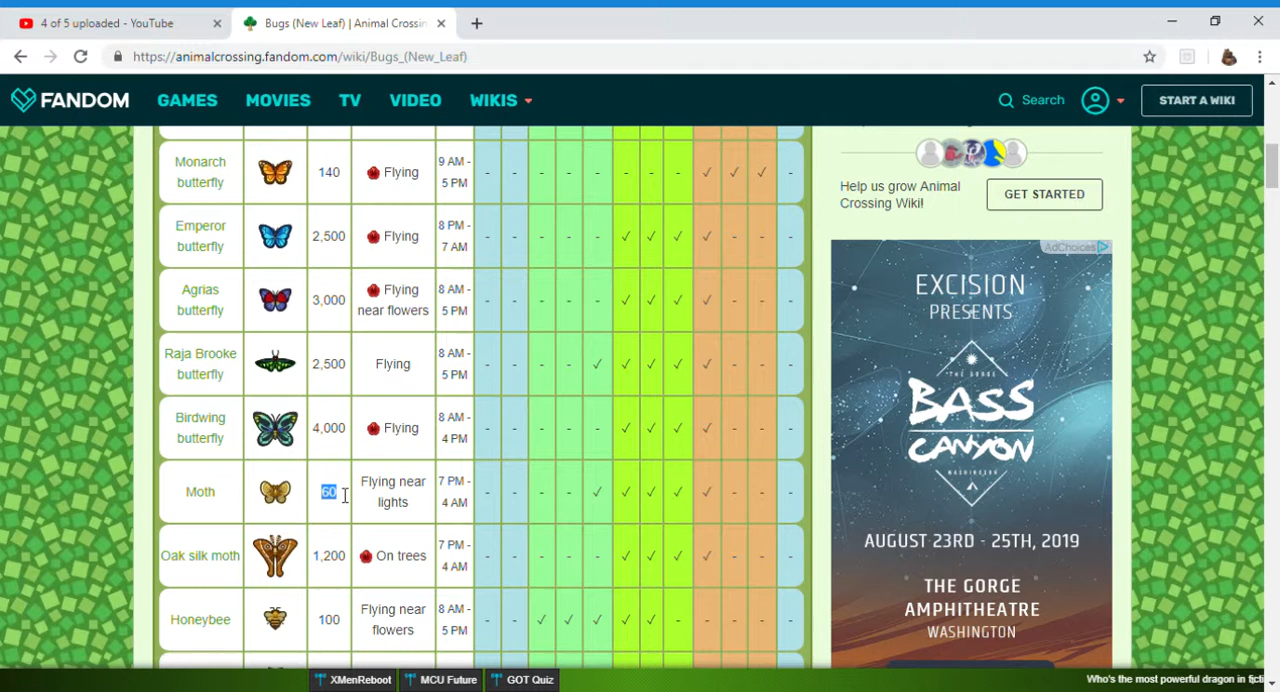 4 of 5 uploaded - YouTube
Bugs (New Leaf) | Animal Crossin
https://animalcrossing.fandom.com/wiki/Bugs_(New_Leaf)
FANDOM GAMES MOVIES TV VIDEO WIKIS Search START A WIKI
Monarch butterfly 140 Flying 9 AM - 5 PM - - - - - - - - ✓ ✓ ✓ -
Emperor butterfly 2,500 Flying 8 PM - 7 AM - - - - - ✓ ✓ ✓ ✓ - - -
Agrias butterfly 3,000 Flying near flowers 8 AM - 5 PM - - - - - ✓ ✓ ✓ ✓ - - -
Raja Brooke butterfly 2,500 Flying 8 AM - 5 PM - - - - ✓ ✓ ✓ ✓ ✓ - - -
Birdwing butterfly 4,000 Flying 8 AM - 4 PM - - - - - ✓ ✓ ✓ ✓ - - -
Moth 60 Flying near lights 7 PM - 4 AM - - - - ✓ ✓ ✓ ✓ ✓ - - -
Oak silk moth 1,200 On trees 7 PM - 4 AM - - - - - ✓ ✓ ✓ ✓ - - -
Honeybee 100 Flying near flowers 8 AM - 5 PM - - ✓ ✓ ✓ ✓ ✓ - - - - -
Help us grow Animal
Crossing Wiki!
GET STARTED
AdChoices
EXCISION
PRESENTS
THE GORGE
BASS
CANYON
WASHINGTON
AUGUST 23RD - 25TH, 2019
THE GORGE
AMPHITHEATRE
WASHINGTON
XMenReboot MCU Future GOT Quiz
Who's the most powerful dragon in